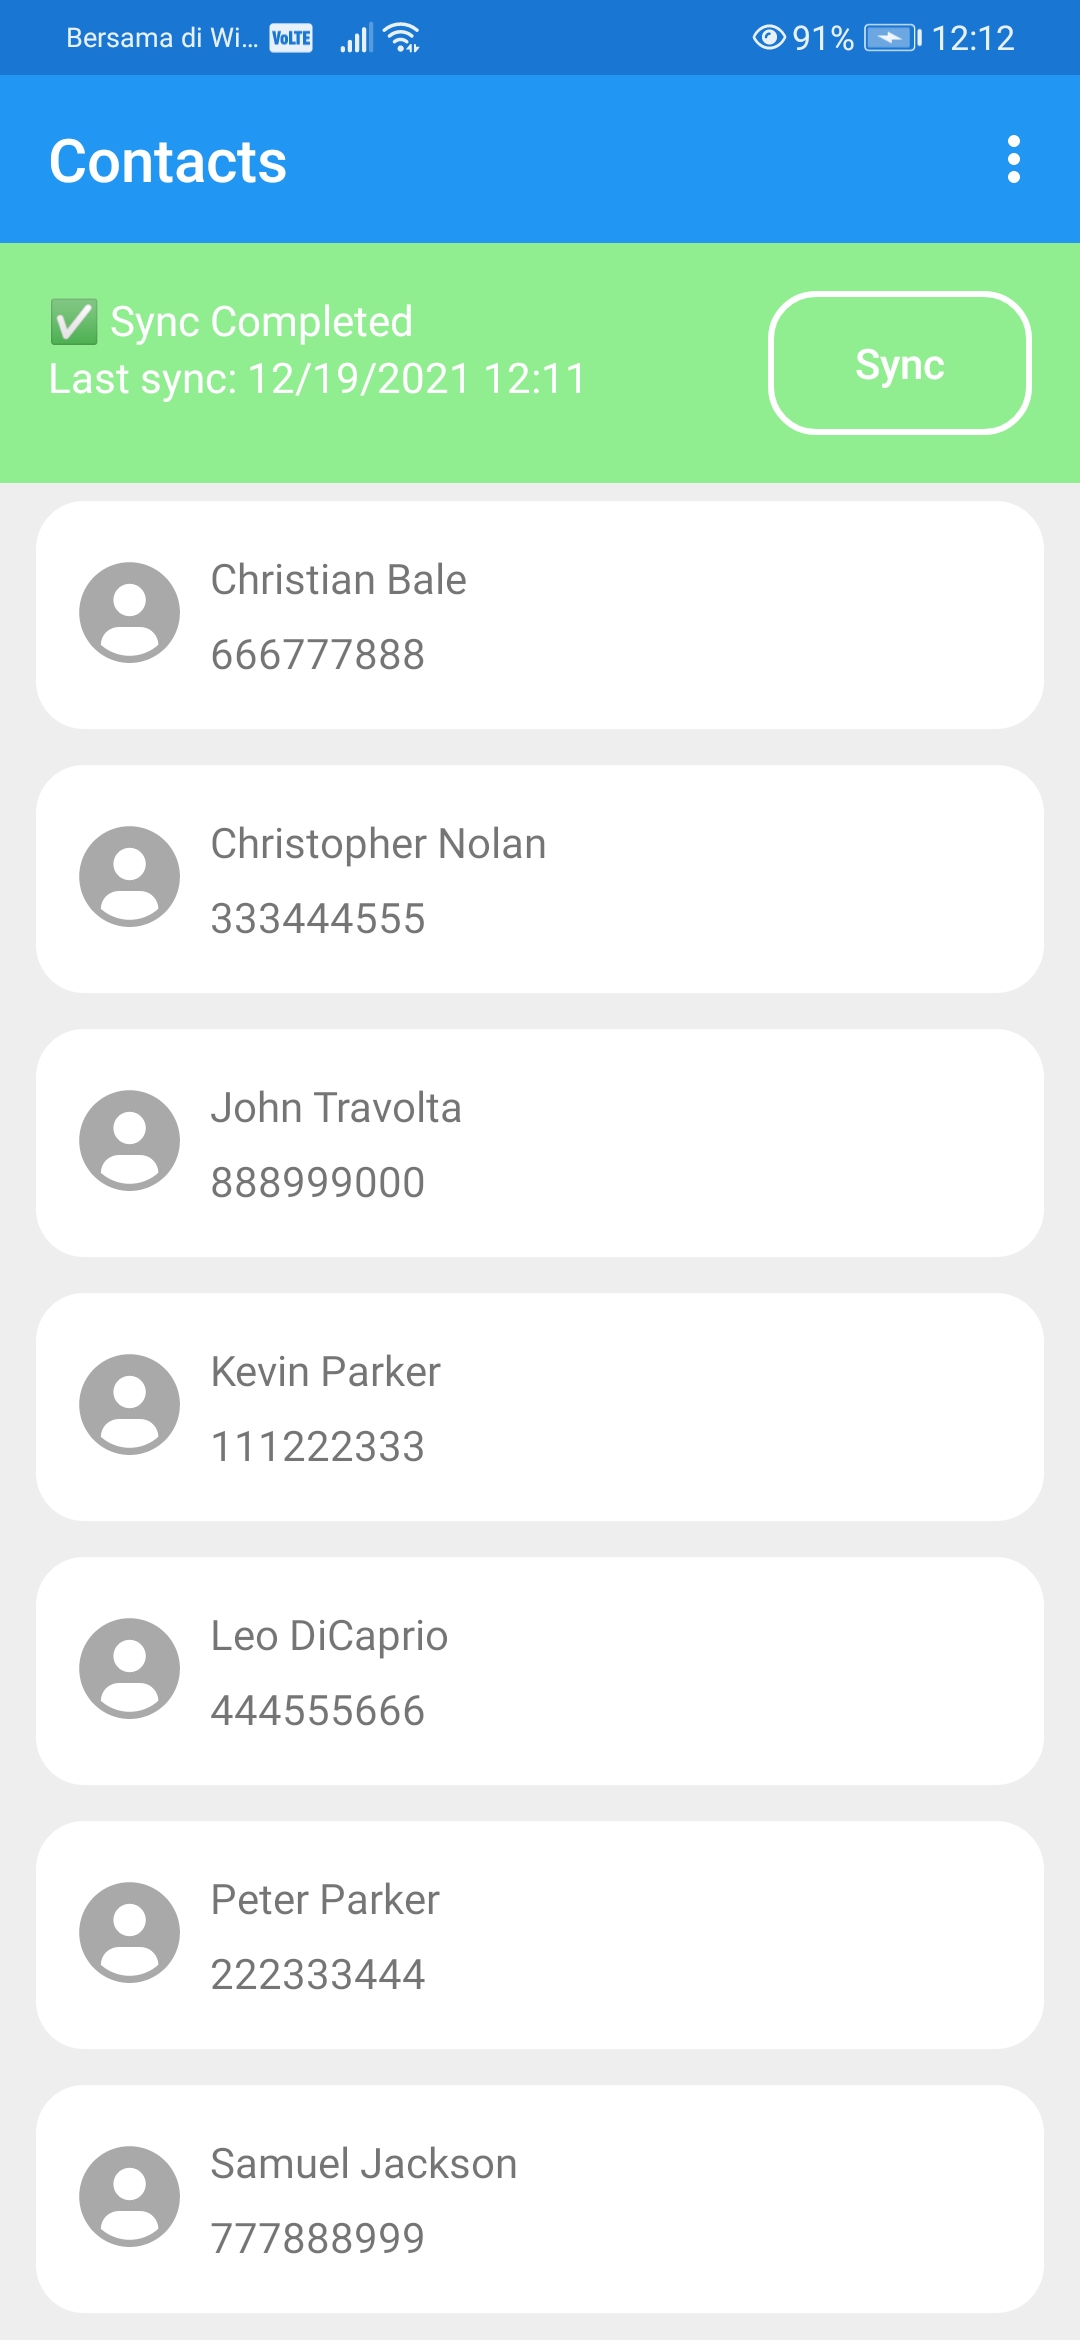 Bersama di Wi... VoLTE 91% 12:12
Contacts
✅ Sync Completed
Last sync: 12/19/2021 12:11
Sync
Christian Bale
666777888
Christopher Nolan
333444555
John Travolta
888999000
Kevin Parker
111222333
Leo DiCaprio
444555666
Peter Parker
222333444
Samuel Jackson
777888999